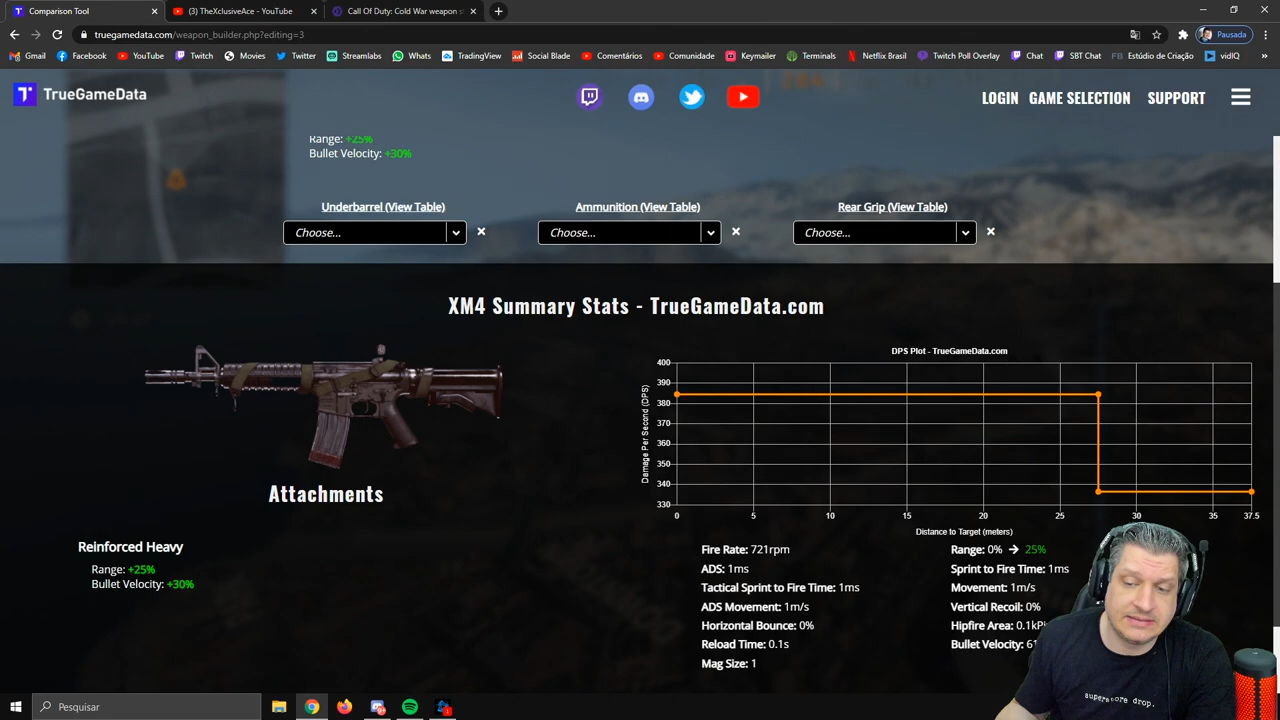 Comparison Tool
(3) TheXclusiveAce - YouTube
Call Of Duty: Cold War weapon s
truegamedata.com/weapon_builder.php?editing=3
Pausada
Gmail
Facebook
YouTube
Twitch
Movies
Twitter
Streamlabs
Whats
TradingView
Social Blade
Comentários
Comunidade
Keymailer
Terminals
Netflix Brasil
Twitch Poll Overlay
Chat
SBT Chat
Estúdio de Criação
vidIQ
TrueGameData
LOGIN GAME SELECTION SUPPORT
Range: +25%
Bullet Velocity: +30%
Underbarrel (View Table)
Ammunition (View Table)
Rear Grip (View Table)
Choose...
Choose...
Choose...
XM4 Summary Stats - TrueGameData.com
DPS Plot - TrueGameData.com
400
390
380
370
360
350
340
330
Damage Per Second (DPS)
0 5 10 15 20 25 30 35 37.5
Distance to Target (meters)
Attachments
Reinforced Heavy
Range: +25%
Bullet Velocity: +30%
Fire Rate: 721rpm
ADS: 1ms
Tactical Sprint to Fire Time: 1ms
ADS Movement: 1m/s
Horizontal Bounce: 0%
Reload Time: 0.1s
Mag Size: 1
Range: 0% → 25%
Sprint to Fire Time: 1ms
Movement: 1m/s
Vertical Recoil: 0%
Hipfire Area: 0.1kPi
Bullet Velocity: 61
superscore drop.
Pesquisar